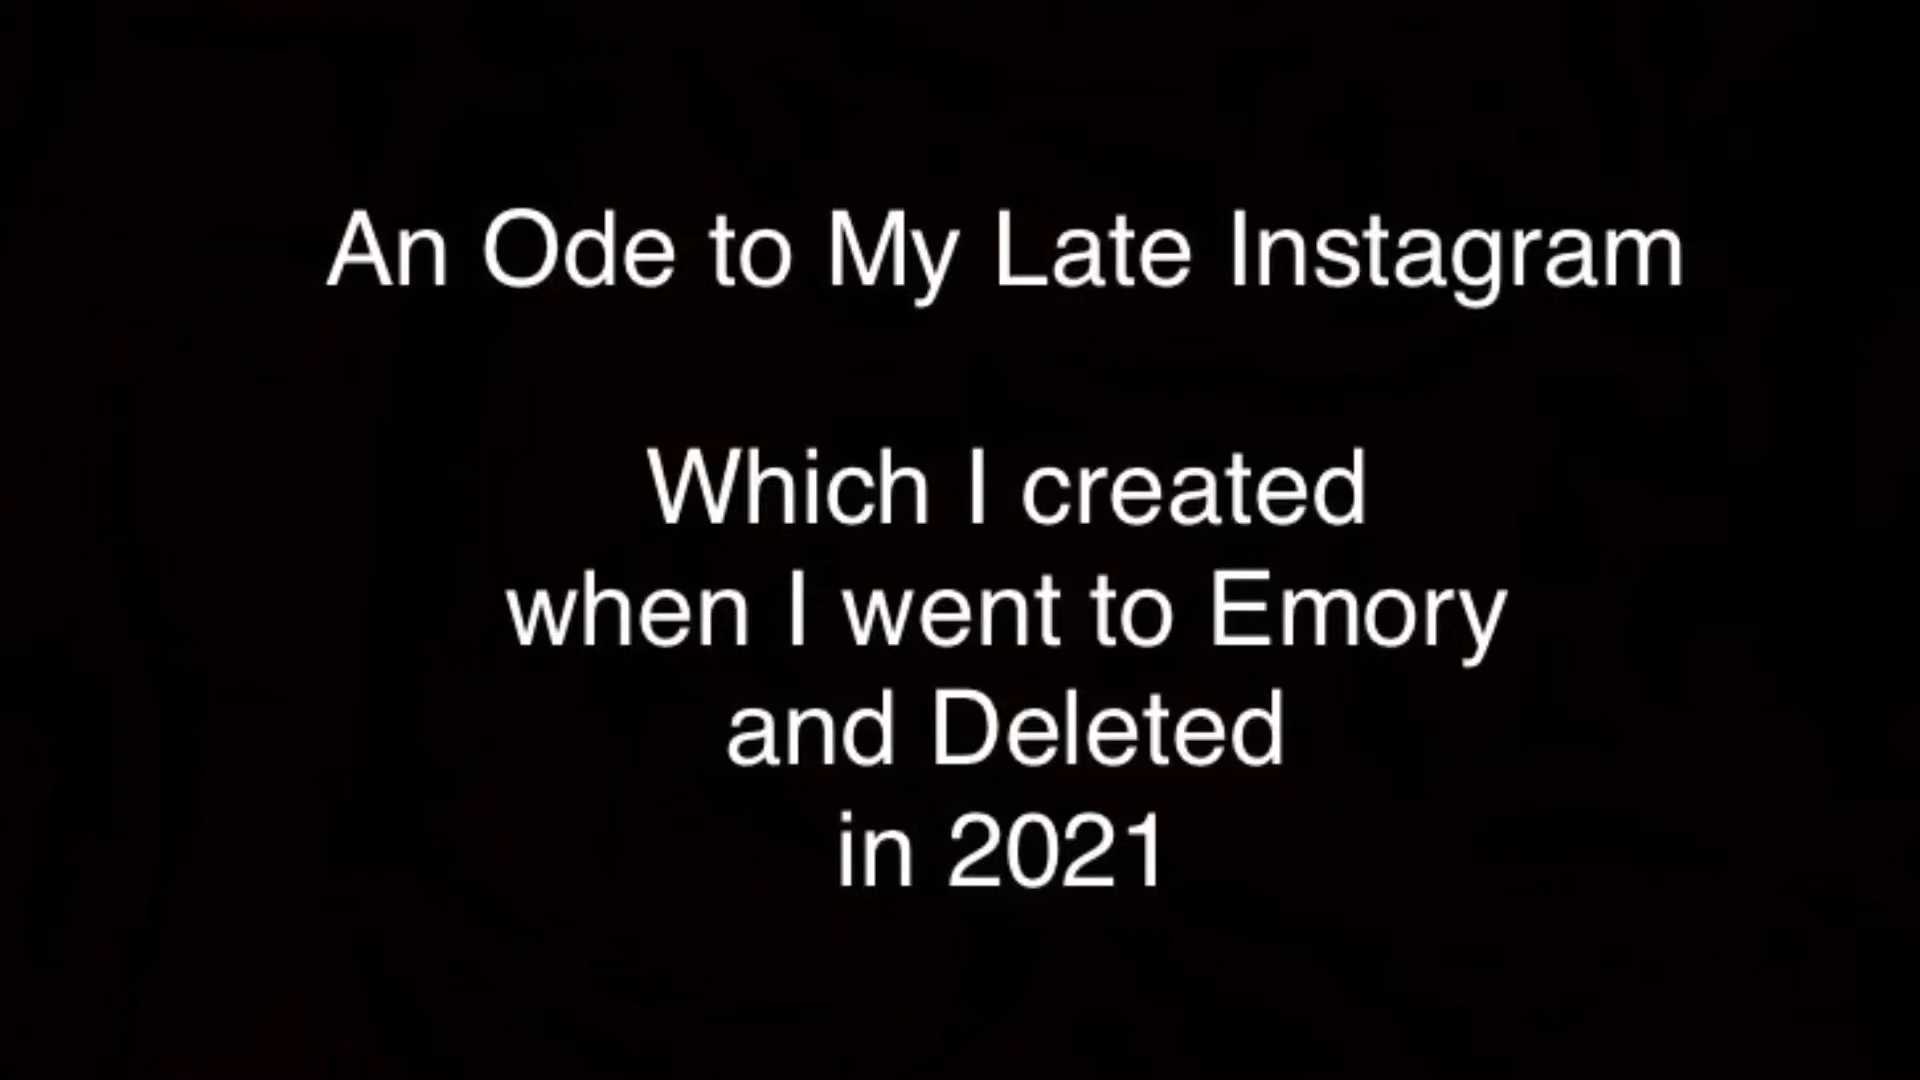 An Ode to My Late Instagram
Which I created
when I went to Emory
and Deleted
in 2021